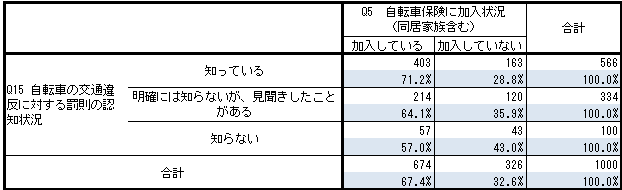 Q5 自転車保険に加入状況
（同居家族含む）
合計
加入している 加入していない
Q15 自転車の交通違
反に対する罰則の認
知状況
知っている
403 163 566
71.2% 28.8% 100.0%
明確には知らないが、見聞きしたこと
がある
214 120 334
64.1% 35.9% 100.0%
知らない
57 43 100
57.0% 43.0% 100.0%
合計
674 326 1000
67.4% 32.6% 100.0%